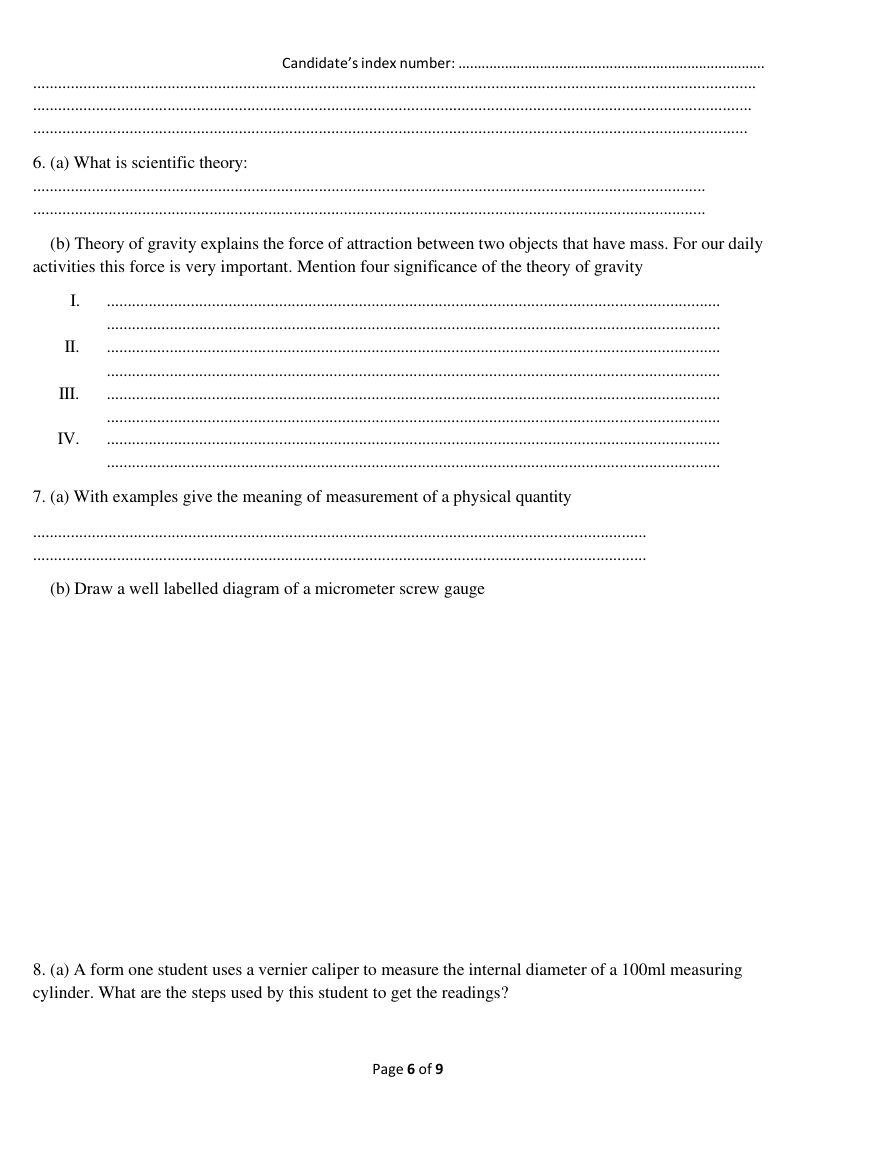 Candidate's index number: ...............................................................................
.............................................................................................................................................................................
............................................................................................................................................................................
...........................................................................................................................................................................
6. (a) What is scientific theory:
.................................................................................................................................................................
.................................................................................................................................................................
(b) Theory of gravity explains the force of attraction between two objects that have mass. For our daily
activities this force is very important. Mention four significance of the theory of gravity
I. ...................................................................................................................................................
...................................................................................................................................................
II. ...................................................................................................................................................
...................................................................................................................................................
III. ...................................................................................................................................................
...................................................................................................................................................
IV. ...................................................................................................................................................
...................................................................................................................................................
7. (a) With examples give the meaning of measurement of a physical quantity
...................................................................................................................................................
...................................................................................................................................................
(b) Draw a well labelled diagram of a micrometer screw gauge
8. (a) A form one student uses a vernier caliper to measure the internal diameter of a 100ml measuring
cylinder. What are the steps used by this student to get the readings?
Page 6 of 9